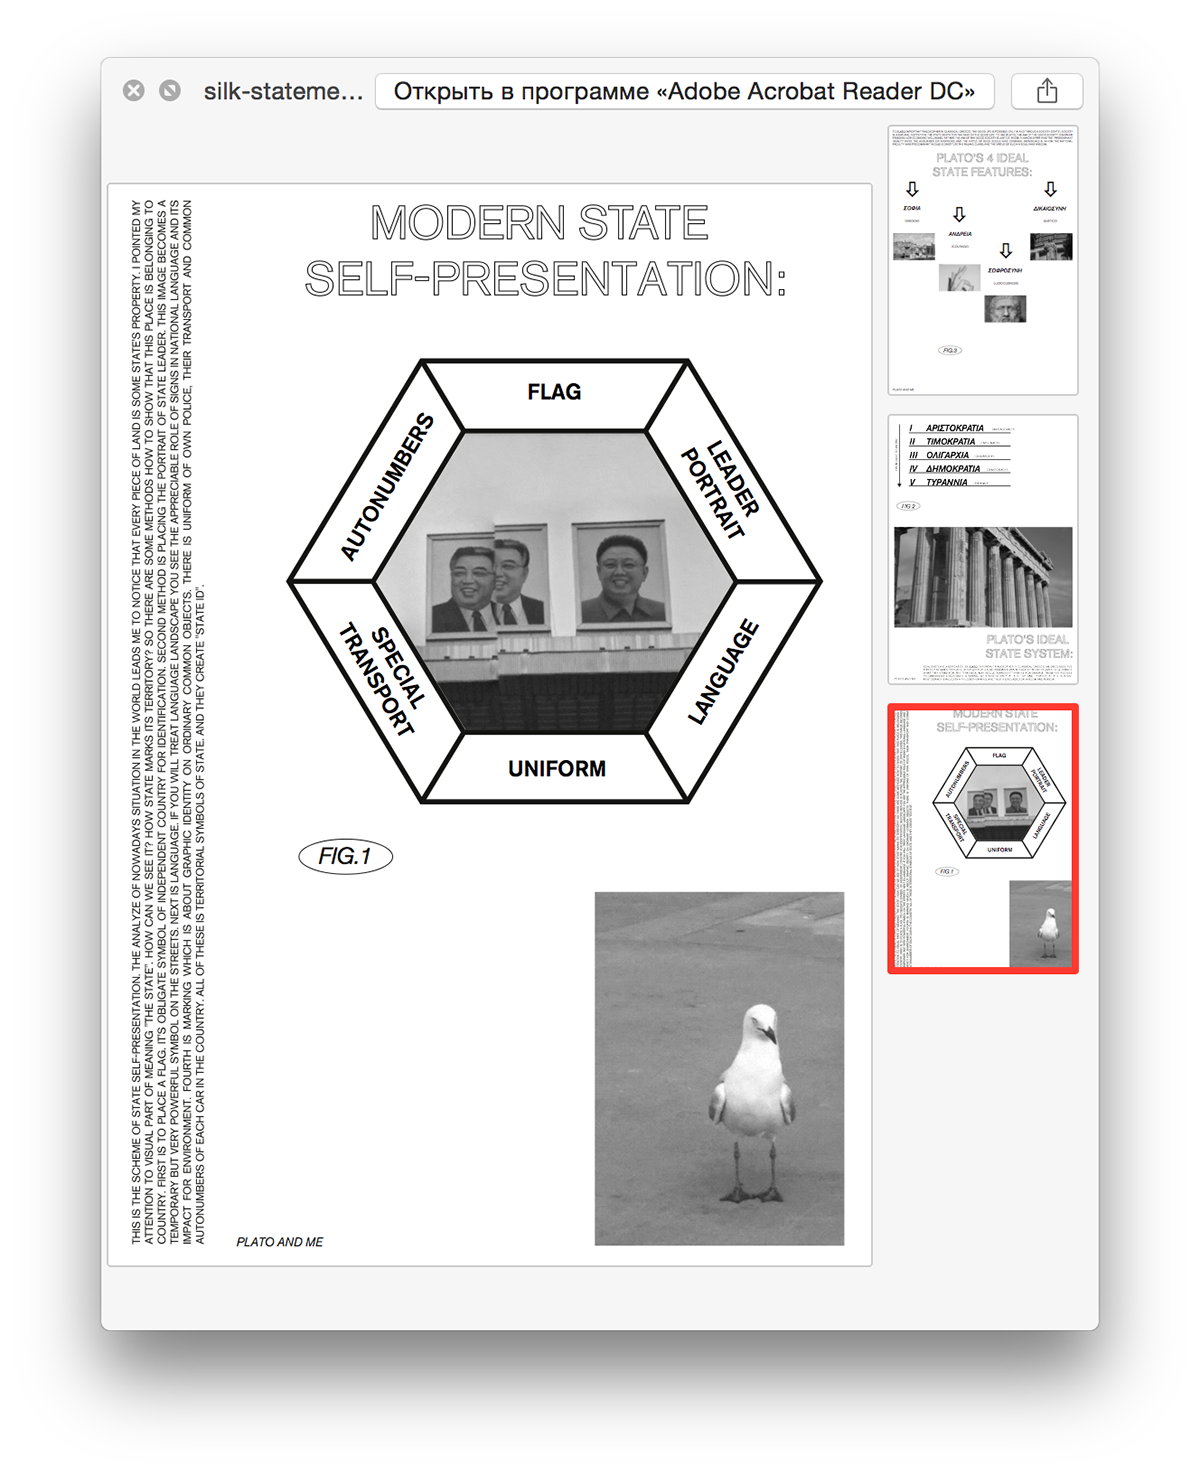 silk-stateme…
Открыть в программе «Adobe Acrobat Reader DC»
THIS IS THE SCHEME OF STATE SELF-PRESENTATION. THE ANALYZE OF NOWADAYS SITUATION IN THE WORLD LEADS ME TO NOTICE THAT EVERY PIECE OF LAND IS SOME STATE'S PROPERTY. I POINTED MY
ATTENTION TO VISUAL PART OF MEANING "THE STATE". HOW CAN WE SEE IT? HOW STATE MARKS ITS TERRITORY? SO THERE ARE SOME METHODS HOW TO SHOW THAT THIS PLACE IS BELONGING TO
COUNTRY. FIRST IS TO PLACE A FLAG. IT'S OBLIGATE SYMBOL OF INDEPENDENT COUNTRY FOR IDENTIFICATION. SECOND METHOD IS PLACING THE PORTRAIT OF STATE LEADER. THIS IMAGE BECOMES A
TEMPORARY BUT VERY POWERFUL SYMBOL ON THE STREETS. NEXT IS LANGUAGE. IF YOU WILL TREAT LANGUAGE LANDSCAPE YOU SEE THE APPRECIABLE ROLE OF SIGNS IN NATIONAL LANGUAGE AND ITS
IMPACT FOR ENVIRONMENT. FOURTH IS MARKING WHICH IS ABOUT GRAPHIC IDENTITY ON ORDINARY COMMON OBJECTS. THERE IS UNIFORM OF OWN POLICE, THEIR TRANSPORT AND COMMON
AUTONUMBERS OF EACH CAR IN THE COUNTRY. ALL OF THESE IS TERRITORIAL SYMBOLS OF STATE. AND THEY CREATE "STATE ID".
MODERN STATE
SELF-PRESENTATION:
FLAG
LEADER
PORTRAIT
LANGUAGE
UNIFORM
SPECIAL
TRANSPORT
AUTONUMBERS
FIG.1
PLATO AND ME
PLATO'S 4 IDEAL
STATE FEATURES:
ΣΟΦΙΑ
ΑΝΔΡΕΙΑ
ΣΩΦΡΟΣΥΝΗ
ΔΙΚΑΙΟΣΥΝΗ
FIG.3
PLATO AND ME
I ΑΡΙΣΤΟΚΡΑΤΙΑ
II ΤΙΜΟΚΡΑΤΙΑ
III ΟΛΙΓΑΡΧΙΑ
IV ΔΗΜΟΚΡΑΤΙΑ
V ΤΥΡΑΝΝΙΑ
FIG.2
PLATO'S IDEAL
STATE SYSTEM:
MODERN STATE
SELF-PRESENTATION:
FLAG
LEADER
PORTRAIT
LANGUAGE
UNIFORM
SPECIAL
TRANSPORT
AUTONUMBERS
FIG.1